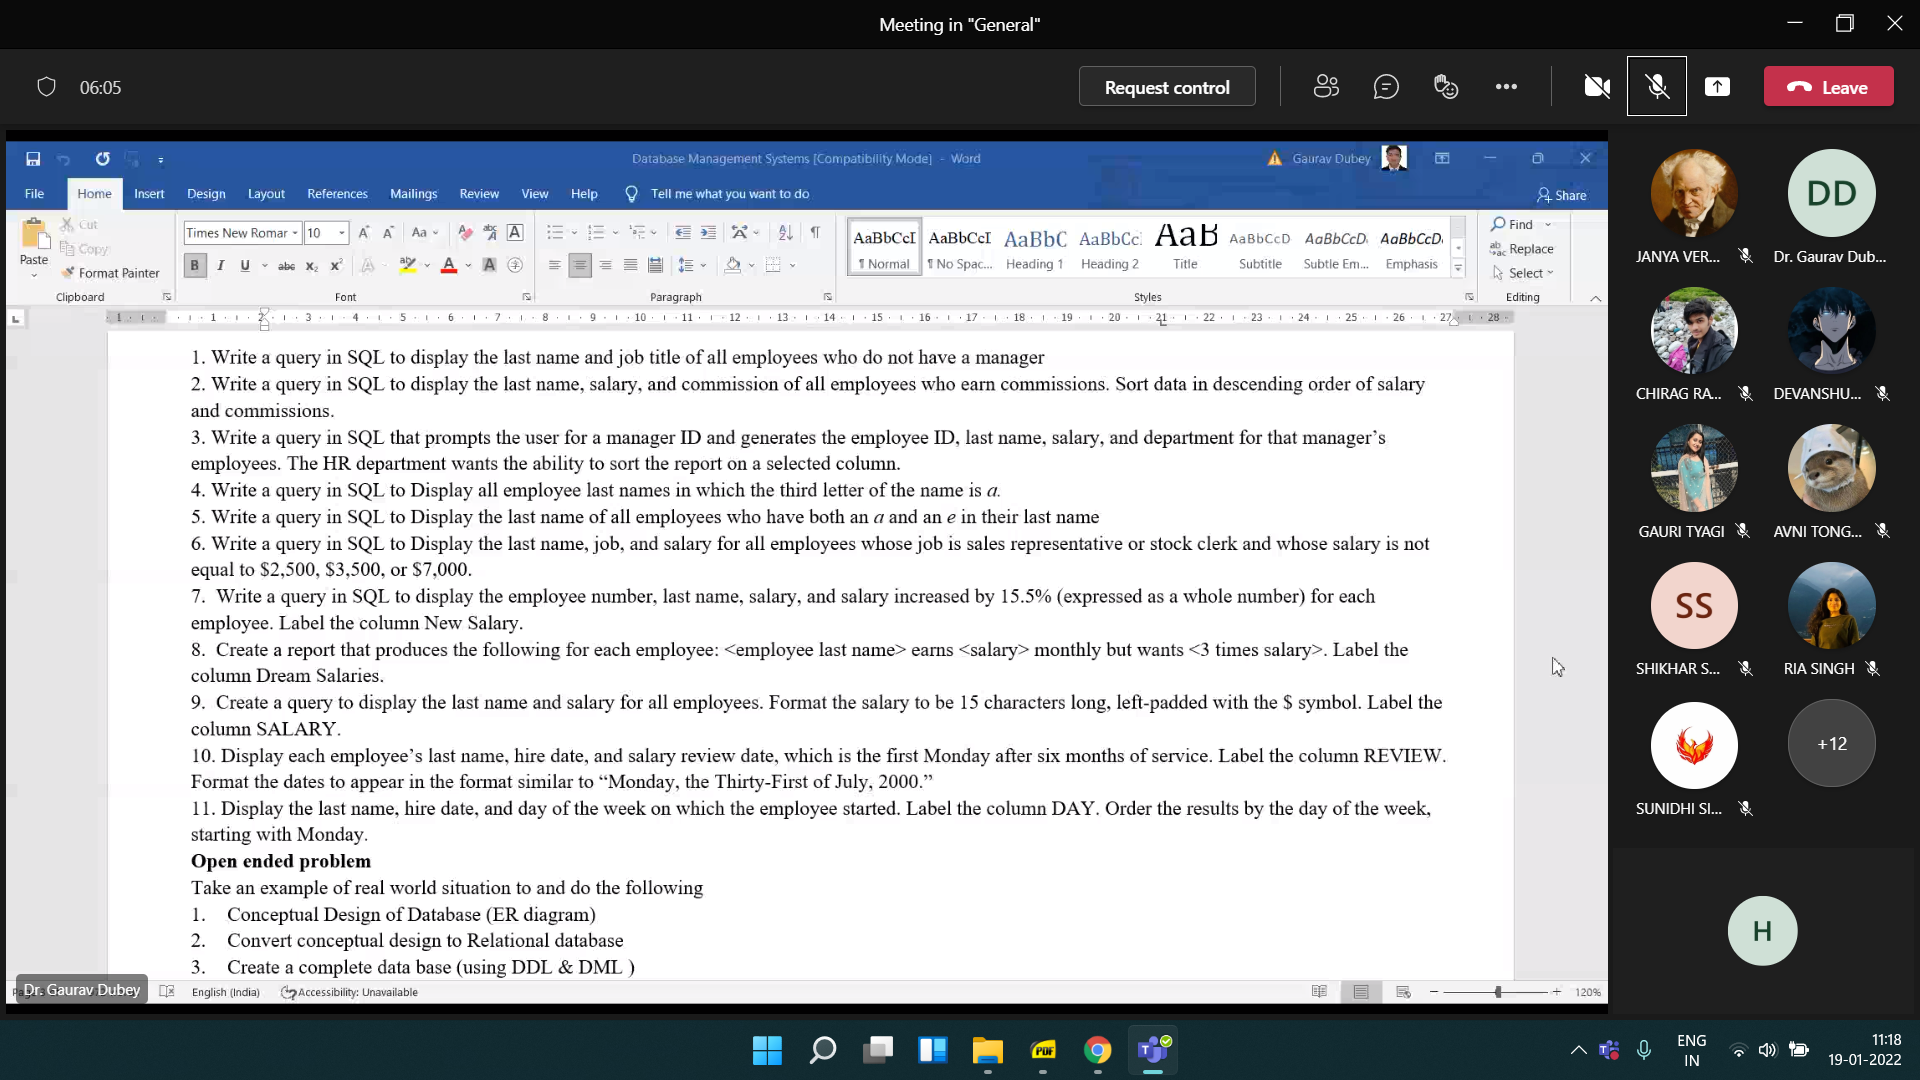 Meeting in "General"
06:05
Request control
Leave
Database Management Systems [Compatibility Mode] - Word
Gaurav Dubey
File Home Insert Design Layout References Mailings Review View Help Tell me what you want to do
Share
Paste
Cut
Copy
Format Painter
Clipboard
Times New Romar 10
Font
Paragraph
AaBbCcI AaBbCcI AaBbC AaBbCc AaB AaBbCcD AaBbCcD AaBbCcD
¶ Normal ¶ No Spac... Heading 1 Heading 2 Title Subtitle Subtle Em... Emphasis
Styles
Find
Replace
Select
Editing
1. Write a query in SQL to display the last name and job title of all employees who do not have a manager
2. Write a query in SQL to display the last name, salary, and commission of all employees who earn commissions. Sort data in descending order of salary
and commissions.
3. Write a query in SQL that prompts the user for a manager ID and generates the employee ID, last name, salary, and department for that manager’s
employees. The HR department wants the ability to sort the report on a selected column.
4. Write a query in SQL to Display all employee last names in which the third letter of the name is a.
5. Write a query in SQL to Display the last name of all employees who have both an a and an e in their last name
6. Write a query in SQL to Display the last name, job, and salary for all employees whose job is sales representative or stock clerk and whose salary is not
equal to $2,500, $3,500, or $7,000.
7. Write a query in SQL to display the employee number, last name, salary, and salary increased by 15.5% (expressed as a whole number) for each
employee. Label the column New Salary.
8. Create a report that produces the following for each employee: <employee last name> earns <salary> monthly but wants <3 times salary>. Label the
column Dream Salaries.
9. Create a query to display the last name and salary for all employees. Format the salary to be 15 characters long, left-padded with the $ symbol. Label the
column SALARY.
10. Display each employee’s last name, hire date, and salary review date, which is the first Monday after six months of service. Label the column REVIEW.
Format the dates to appear in the format similar to “Monday, the Thirty-First of July, 2000.”
11. Display the last name, hire date, and day of the week on which the employee started. Label the column DAY. Order the results by the day of the week,
starting with Monday.
Open ended problem
Take an example of real world situation to and do the following
1. Conceptual Design of Database (ER diagram)
2. Convert conceptual design to Relational database
3. Create a complete data base (using DDL & DML )
Dr. Gaurav Dubey
English (India) Accessibility: Unavailable
120%
DD
JANYA VER... Dr. Gaurav Dub...
CHIRAG RA... DEVANSHU...
GAURI TYAGI AVNI TONG...
SS
SHIKHAR S... RIA SINGH
+12
SUNIDHI SI...
H
PDF
ENG
IN
11:18
19-01-2022